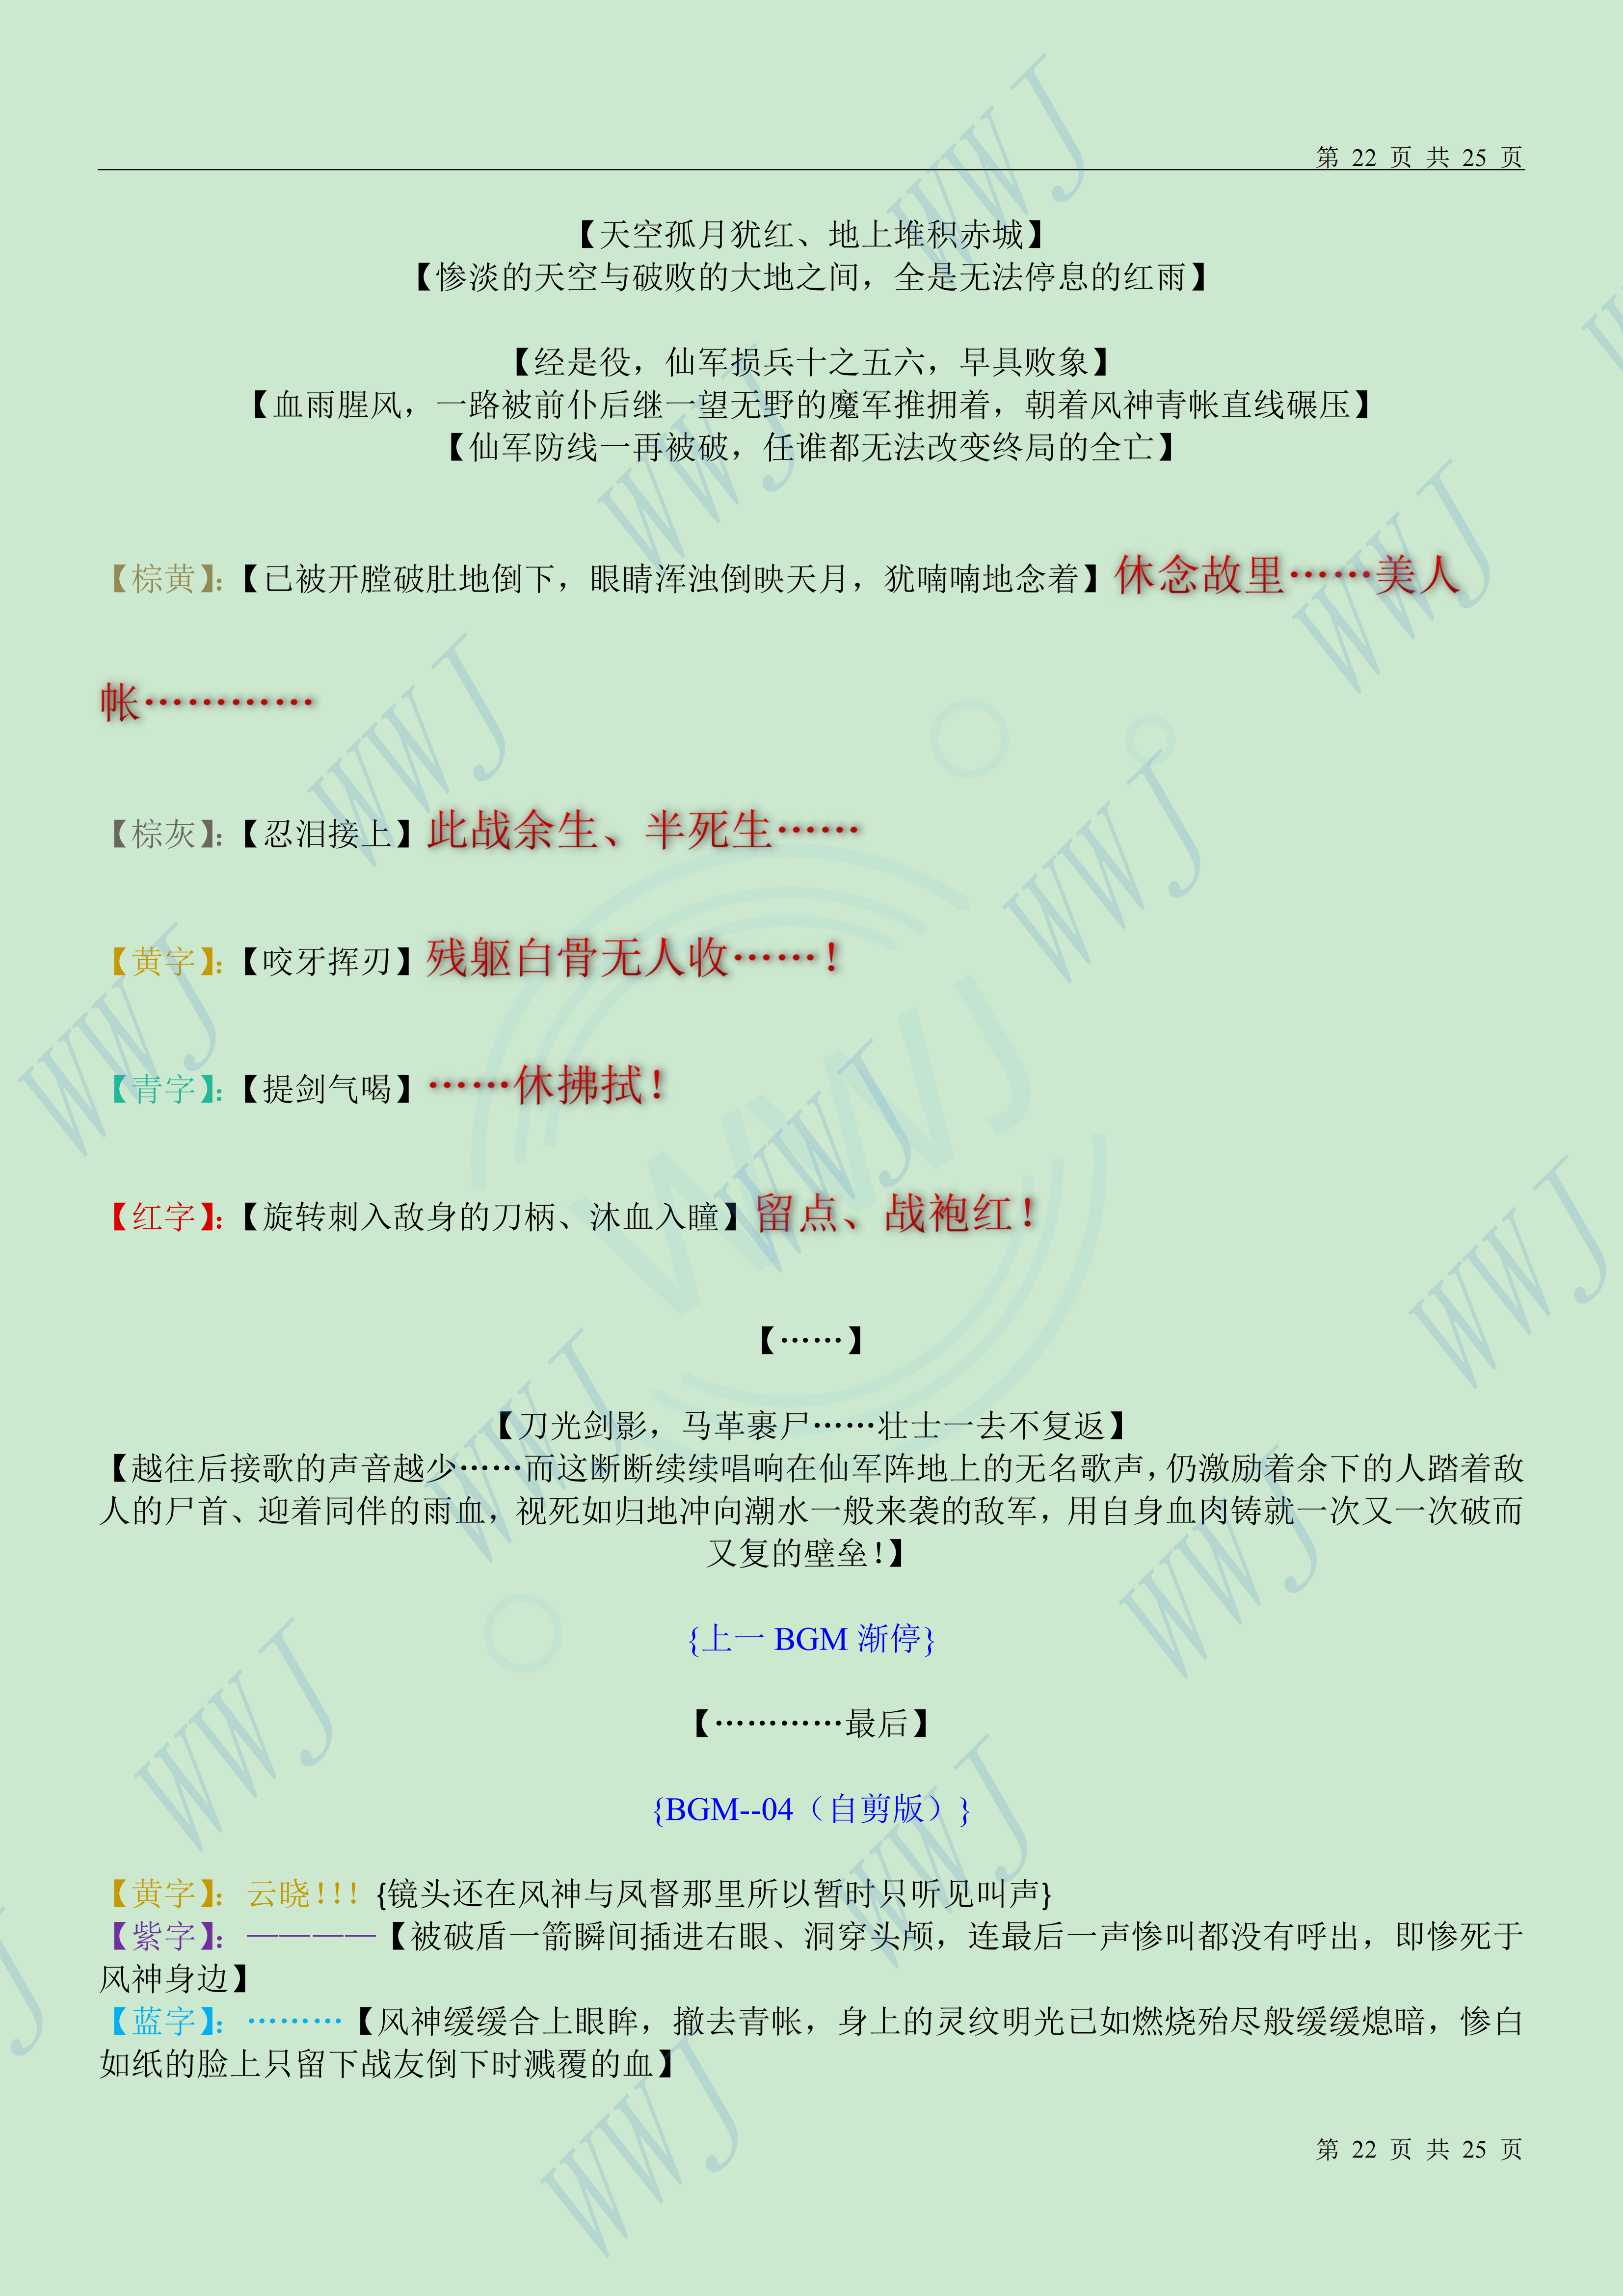 第 22 页 共 25 页
【天空孤月犹红、地上堆积赤城】
【惨淡的天空与破败的大地之间，全是无法停息的红雨】
【经是役，仙军损兵十之五六，早具败象】
【血雨腥风，一路被前仆后继一望无野的魔军推拥着，朝着风神青帐直线碾压】
【仙军防线一再被破，任谁都无法改变终局的全亡】
【棕黄】：【已被开膛破肚地倒下，眼睛浑浊倒映天月，犹喃喃地念着】休念故里……美人
帐…………
【棕灰】：【忍泪接上】此战余生、半死生……
【黄字】：【咬牙挥刃】残躯白骨无人收……！
【青字】：【提剑气喝】……休拂拭！
【红字】：【旋转刺入敌身的刀柄、沐血入瞳】留点、战袍红！
【……】
【刀光剑影，马革裹尸……壮士一去不复返】
【越往后接歌的声音越少……而这断断续续唱响在仙军阵地上的无名歌声，仍激励着余下的人踏着敌
人的尸首、迎着同伴的雨血，视死如归地冲向潮水一般来袭的敌军，用自身血肉铸就一次又一次破而
又复的壁垒！】
{上一 BGM 渐停}
【…………最后】
{BGM--04（自剪版）}
【黄字】：云晓！！！{镜头还在风神与凤督那里所以暂时只听见叫声}
【紫字】：————【被破盾一箭瞬间插进右眼、洞穿头颅，连最后一声惨叫都没有呼出，即惨死于
风神身边】
【蓝字】：………【风神缓缓合上眼眸，撤去青帐，身上的灵纹明光已如燃烧殆尽般缓缓熄暗，惨白
如纸的脸上只留下战友倒下时溅覆的血】
第 22 页 共 25 页
WWJ